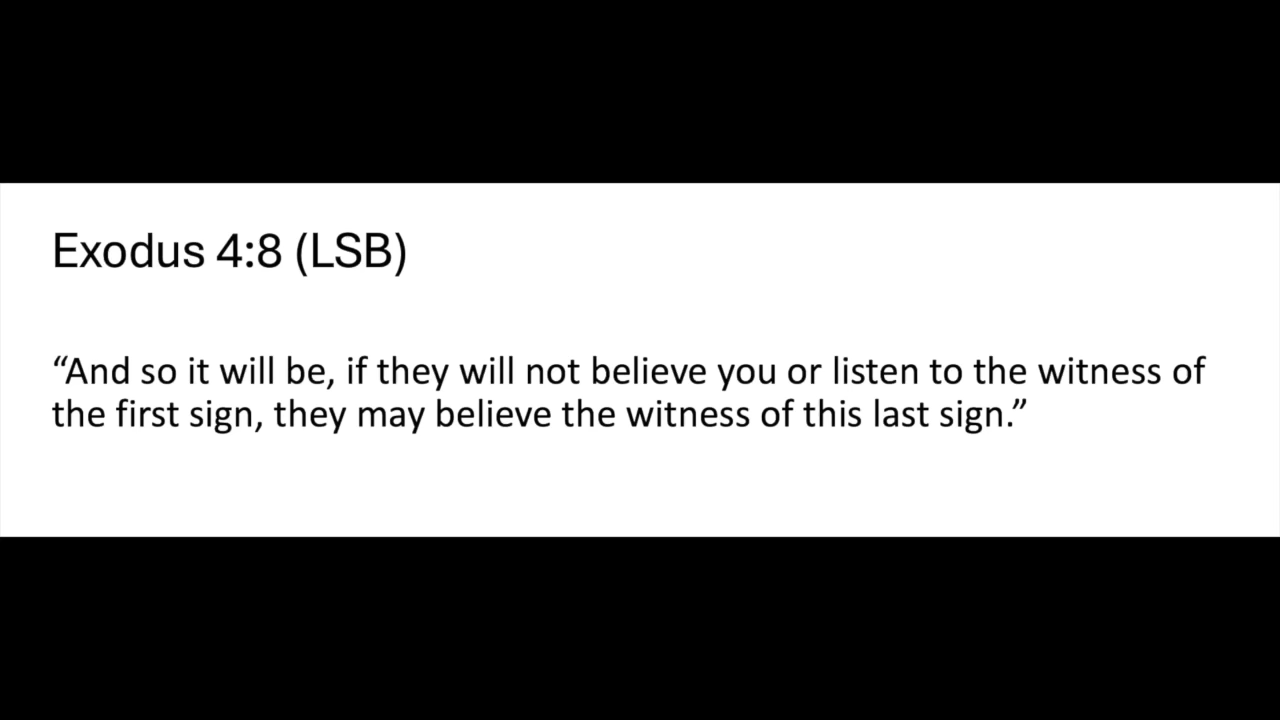 Exodus 4:8 (LSB)
“And so it will be, if they will not believe you or listen to the witness of
the first sign, they may believe the witness of this last sign.”